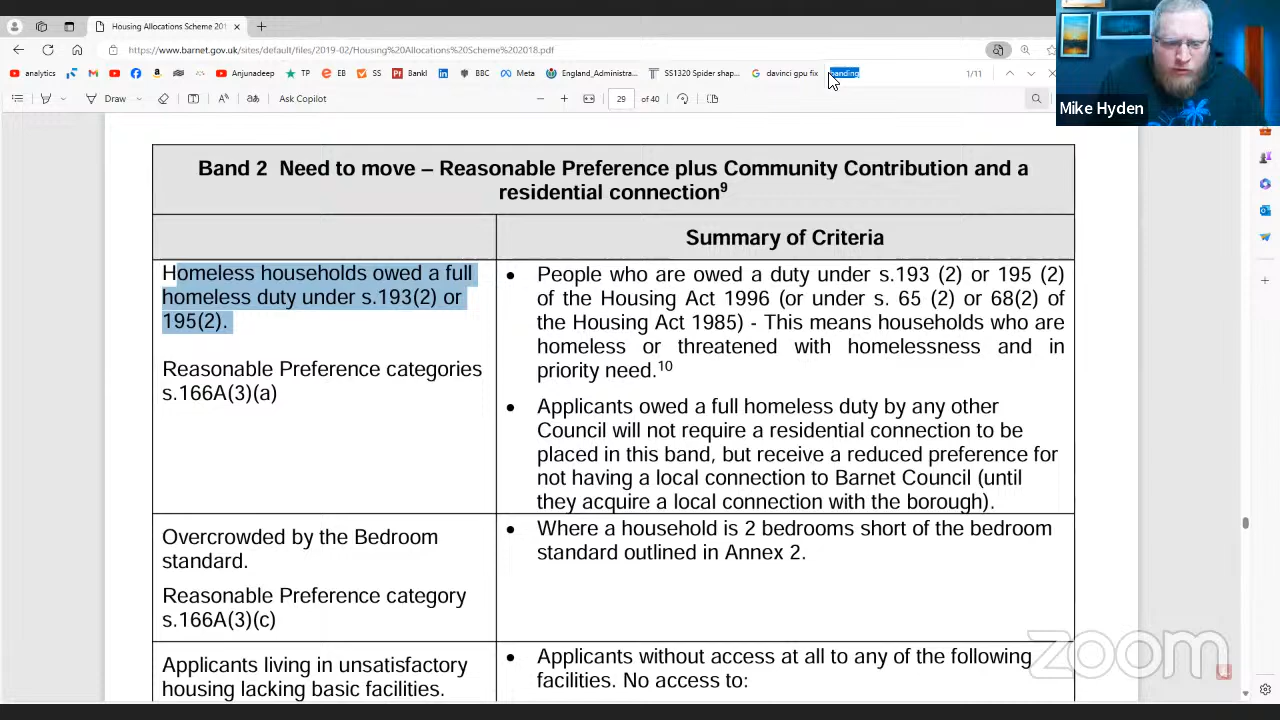 Housing Allocations Scheme 2018
https://www.barnet.gov.uk/sites/default/files/2019-02/Housing%20Allocations%20Scheme%202018.pdf
analytics
Anjunadeep
TP
EB
SS
Bankl
BBC
Meta
England_Administra...
SS1320 Spider shap...
davinci gpu fix
banding
1/11
Ask Copilot
29 of 40
Mike Hyden
Band 2 Need to move – Reasonable Preference plus Community Contribution and a
residential connection9
Summary of Criteria
Homeless households owed a full
homeless duty under s.193(2) or
195(2).
Reasonable Preference categories
s.166A(3)(a)
• People who are owed a duty under s.193 (2) or 195 (2)
of the Housing Act 1996 (or under s. 65 (2) or 68(2) of
the Housing Act 1985) - This means households who are
homeless or threatened with homelessness and in
priority need.10
• Applicants owed a full homeless duty by any other
Council will not require a residential connection to be
placed in this band, but receive a reduced preference for
not having a local connection to Barnet Council (until
they acquire a local connection with the borough).
Overcrowded by the Bedroom
standard.
Reasonable Preference category
s.166A(3)(c)
• Where a household is 2 bedrooms short of the bedroom
standard outlined in Annex 2.
Applicants living in unsatisfactory
housing lacking basic facilities.
• Applicants without access at all to any of the following
facilities. No access to:
zoom